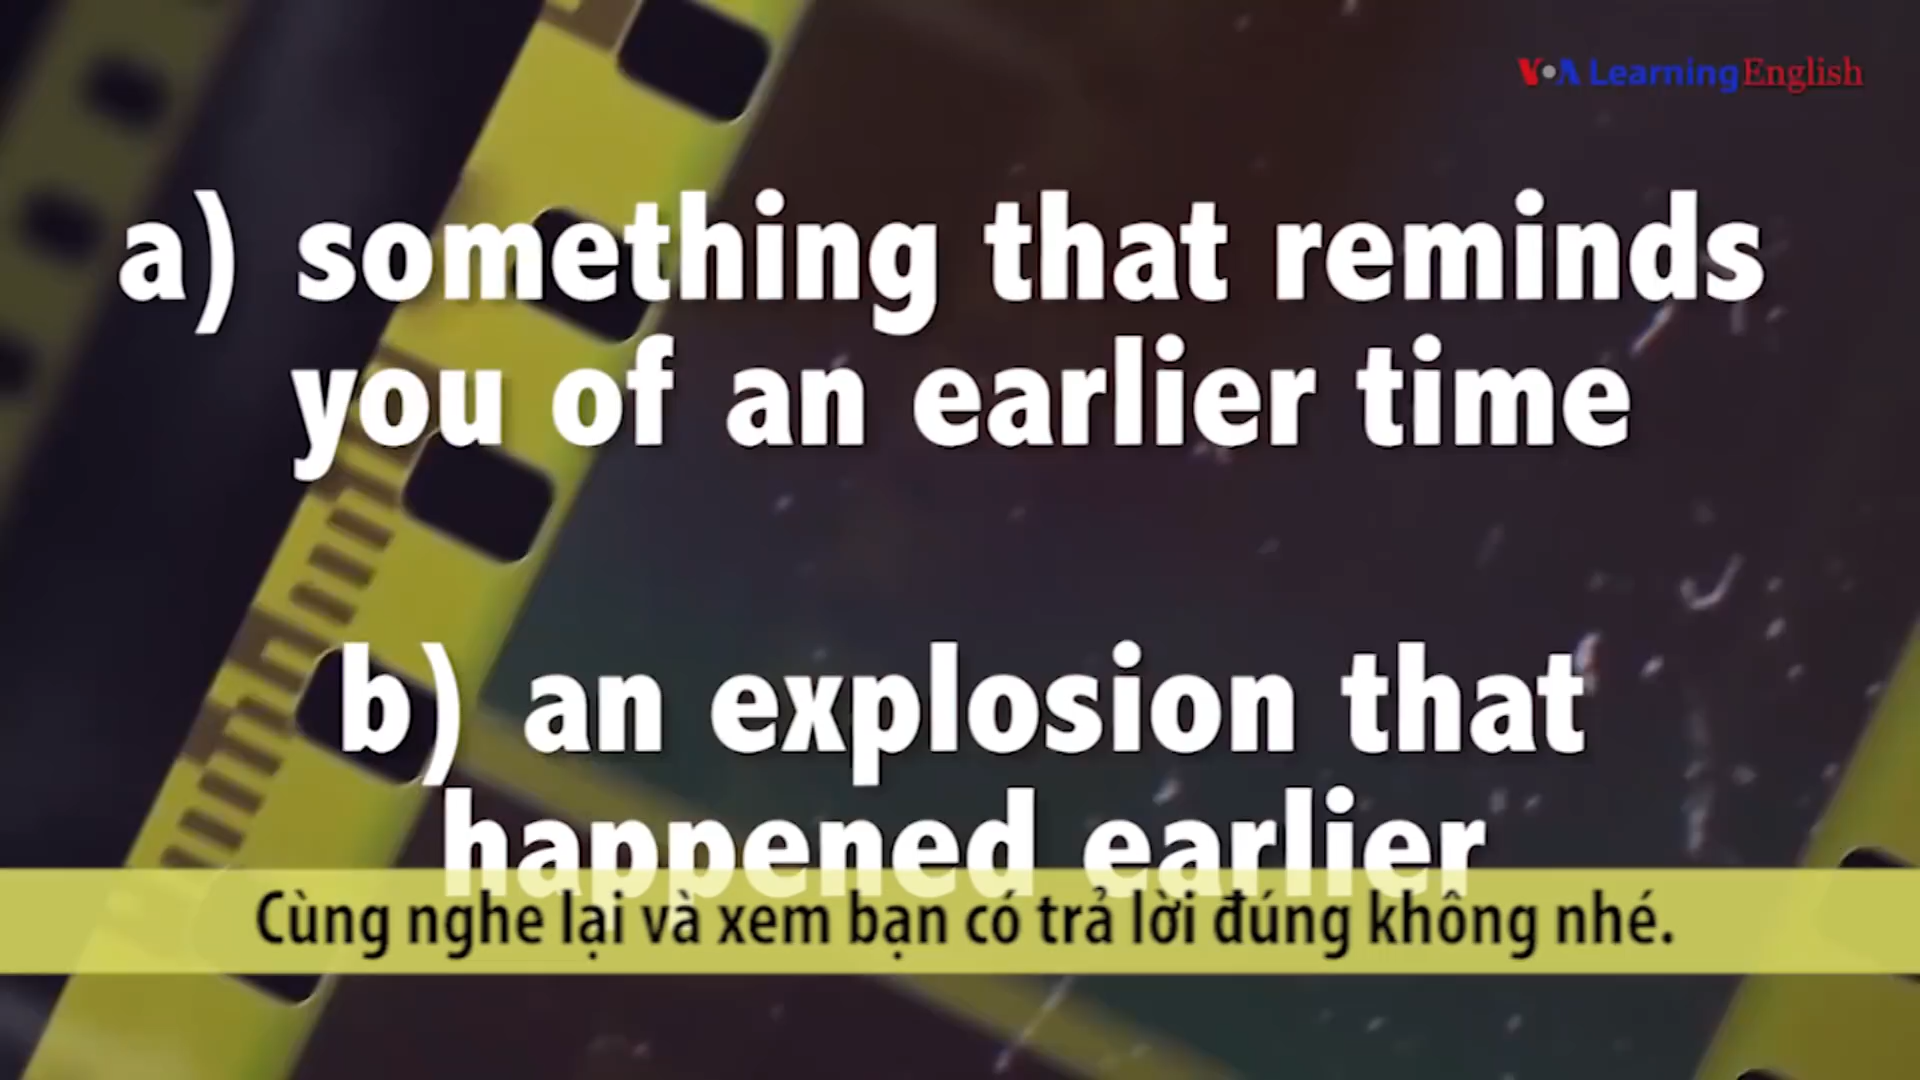 VOA Learning English
a) something that reminds
you of an earlier time
b) an explosion that
happened earlier
Cùng nghe lại và xem bạn có trả lời đúng không nhé.